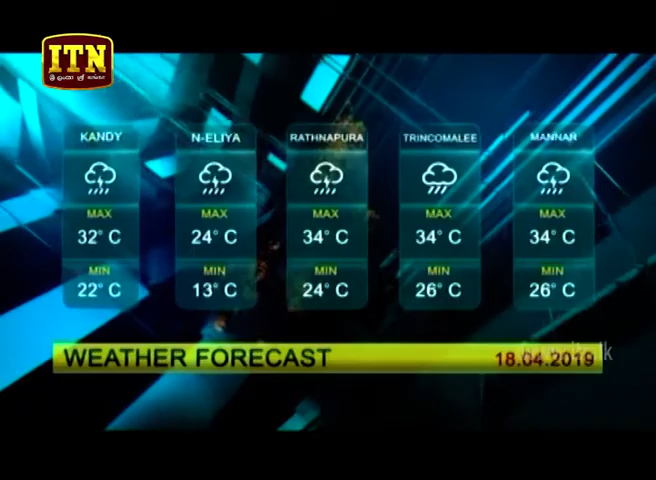 ITN
ශ්‍රී ලංකා
KANDY N-ELIYA RATHNAPURA TRINCOMALEE MANNAR
MAX MAX MAX MAX MAX
32° C 24° C 34° C 34° C 34° C
MIN MIN MIN MIN MIN
22° C 13° C 24° C 26° C 26° C
WEATHER FORECAST 18.04.2019